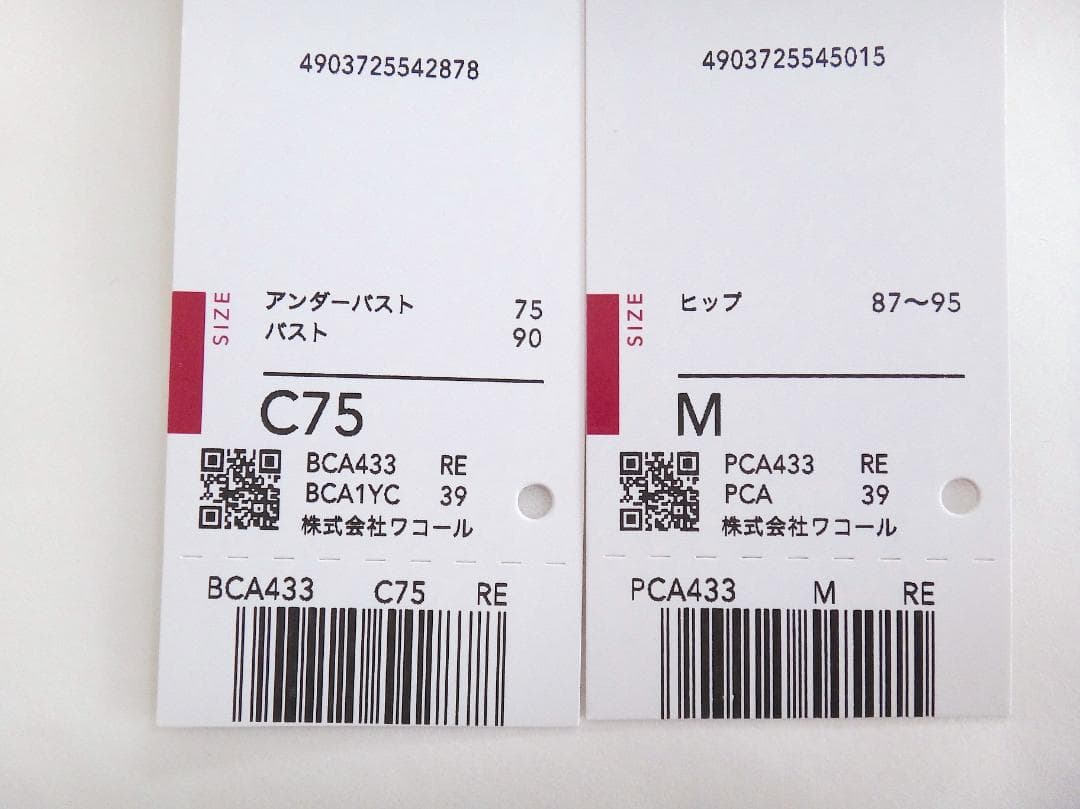 4903725542878
SIZE
アンダーバスト 75
バスト 90
C75
BCA433 RE
BCA1YC 39
株式会社ワコール
BCA433 C75 RE
4903725545015
SIZE
ヒップ 87〜95
M
PCA433 RE
PCA 39
株式会社ワコール
PCA433 M RE